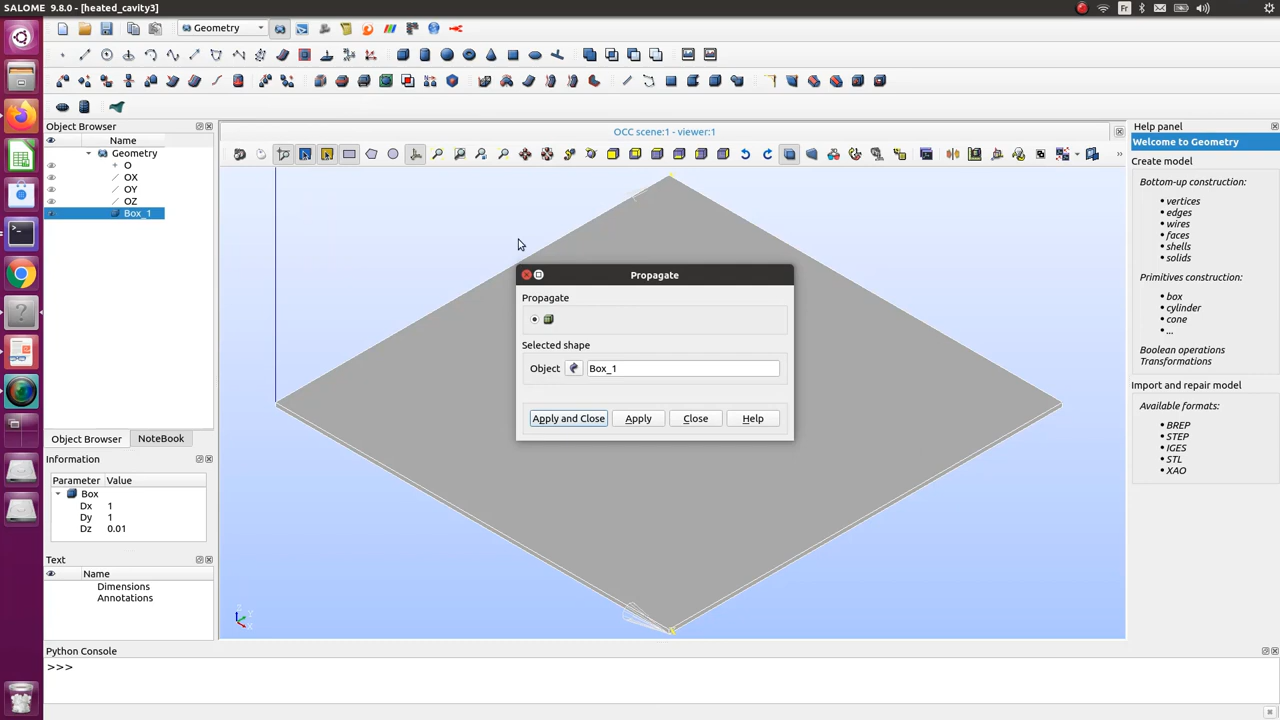 SALOME 9.8.0 - [heated_cavity3]
Fr
Geometry
Object Browser
Name
Geometry
O
OX
OY
OZ
Box_1
Object Browser
NoteBook
Information
Parameter Value
Box
Dx 1
Dy 1
Dz 0.01
Text
Name
Dimensions
Annotations
OCC scene:1 - viewer:1
Propagate
Propagate
Selected shape
Object Box_1
Apply and Close Apply Close Help
Help panel
Welcome to Geometry
Create model
Bottom-up construction:
• vertices
• edges
• wires
• faces
• shells
• solids
Primitives construction:
• box
• cylinder
• cone
• ...
Boolean operations
Transformations
Import and repair model
Available formats:
• BREP
• STEP
• IGES
• STL
• XAO
Python Console
>>>